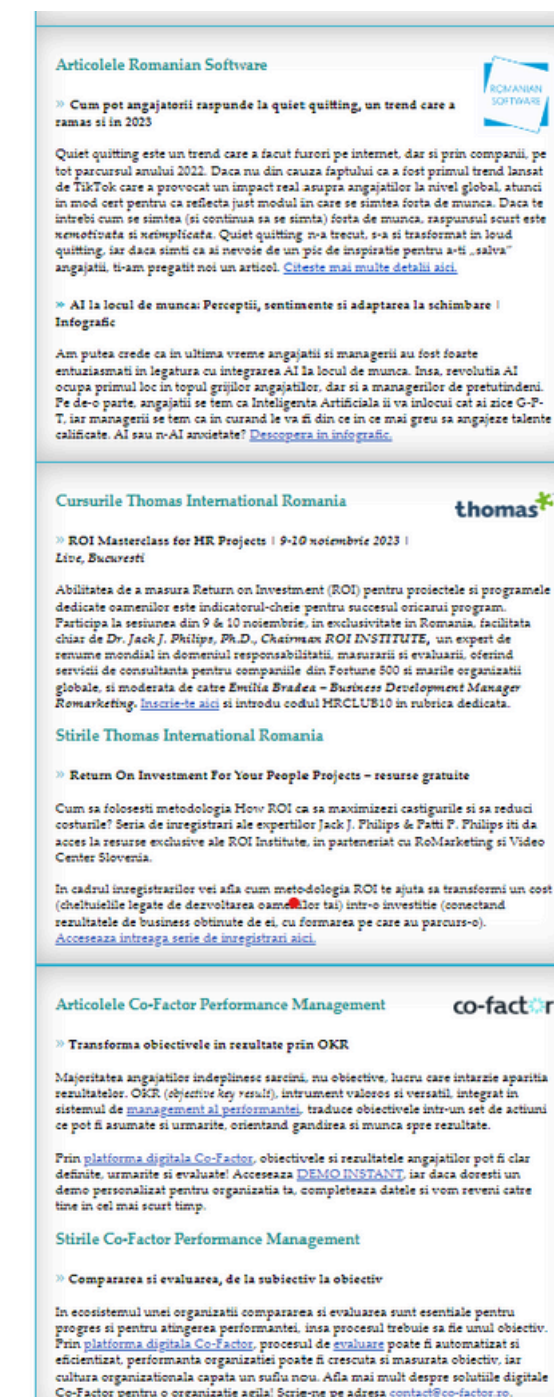 Articolele Romanian Software
ROMANIAN
SOFTWARE
» Cum pot angajatorii raspunde la quiet quitting, un trend care a
ramas si in 2023
Quiet quitting este un trend care a facut furori pe internet, dar si prin companii, pe
tot parcursul anului 2022. Daca nu din cauza faptului ca a fost primul trend lansat
de TikTok care a provocat un impact real asupra angajatilor la nivel global, atunci
in mod cert pentru ca reflecta just modul in care se simtea forta de munca. Daca te
intrebi cum se simtea (si continua sa se simta) forta de munca, raspunsul scurt este
nemotivata si neimplicata. Quiet quitting n-a trecut, s-a si trasformat in loud
quitting, iar daca simti ca ai nevoie de un pic de inspiratie pentru a-ti „salva”
angajatii, ti-am pregatit noi un articol. Citeste mai multe detalii aici.
» AI la locul de munca: Perceptii, sentimente si adaptarea la schimbare |
Infografic
Am putea crede ca in ultima vreme angajatii si managerii au fost foarte
entuziasmati in legatura cu integrarea AI la locul de munca. Insa, revolutia AI
ocupa primul loc in topul grijilor angajatilor, dar si a managerilor de pretutindeni.
Pe de-o parte, angajatii se tem ca Inteligenta Artificiala ii va inlocui cat ai zice G-P-
T, iar managerii se tem ca in curand le va fi din ce in ce mai greu sa angajeze talente
calificate. AI sau n-AI anxietate? Descopera in infografic.
Cursurile Thomas International Romania
thomas
» ROI Masterclass for HR Projects | 9-10 noiembrie 2023 |
Live, Bucuresti
Abilitatea de a masura Return on Investment (ROI) pentru proiectele si programele
dedicate oamenilor este indicatorul-cheie pentru succesul oricarui program.
Participa la sesiunea din 9 & 10 noiembrie, in exclusivitate in Romania, facilitata
chiar de Dr. Jack J. Philips, Ph.D., Chairman ROI INSTITUTE, un expert de
renume mondial in domeniul responsabilitatii, masurarii si evaluarii, oferind
servicii de consultanta pentru companiile din Fortune 500 si marile organizatii
globale, si moderata de catre Emilia Bradea – Business Development Manager
Romarketing. Inscrie-te aici si introdu codul HRCLUB10 in rubrica dedicata.
Stirile Thomas International Romania
» Return On Investment For Your People Projects – resurse gratuite
Cum sa folosesti metodologia How ROI ca sa maximizezi castigurile si sa reduci
costurile? Seria de inregistrari ale expertilor Jack J. Philips & Patti P. Philips iti da
acces la resurse exclusive ale ROI Institute, in parteneriat cu RoMarketing si Video
Center Slovenia.
In cadrul inregistrarilor vei afla cum metodologia ROI te ajuta sa transformi un cost
(cheltuielile legate de dezvoltarea oamenilor tai) intr-o investitie (conectand
rezultatele de business obtinute de ei, cu formarea pe care au parcurs-o).
Acceseaza intreaga serie de inregistrari aici.
Articolele Co-Factor Performance Management
co-factor
» Transforma obiectivele in rezultate prin OKR
Majoritatea angajatilor indeplinesc sarcini, nu obiective, lucru care intarzie aparitia
rezultatelor. OKR (objective key result), intrument valoros si versatil, integrat in
sistemul de management al performantei, traduce obiectivele intr-un set de actiuni
ce pot fi asumate si urmarite, orientand gandirea si munca spre rezultate.
Prin platforma digitala Co-Factor, obiectivele si rezultatele angajatilor pot fi clar
definite, urmarite si evaluate! Acceseaza DEMO INSTANT, iar daca doresti un
demo personalizat pentru organizatia ta, completeaza datele si vom reveni catre
tine in cel mai scurt timp.
Stirile Co-Factor Performance Management
» Compararea si evaluarea, de la subiectiv la obiectiv
In ecosistemul unei organizatii compararea si evaluarea sunt esentiale pentru
progres si pentru atingerea performantei, insa procesul trebuie sa fie unul obiectiv.
Prin platforma digitala Co-Factor, procesul de evaluare poate fi automatizat si
eficientizat, performanta organizatiei poate fi crescuta si masurata obiectiv, iar
cultura organizationala capata un suflu nou. Afla mai mult despre solutiile digitale
Co-Factor pentru o organizatie agila! Scrie-ne pe adresa contact@co-factor.ro.